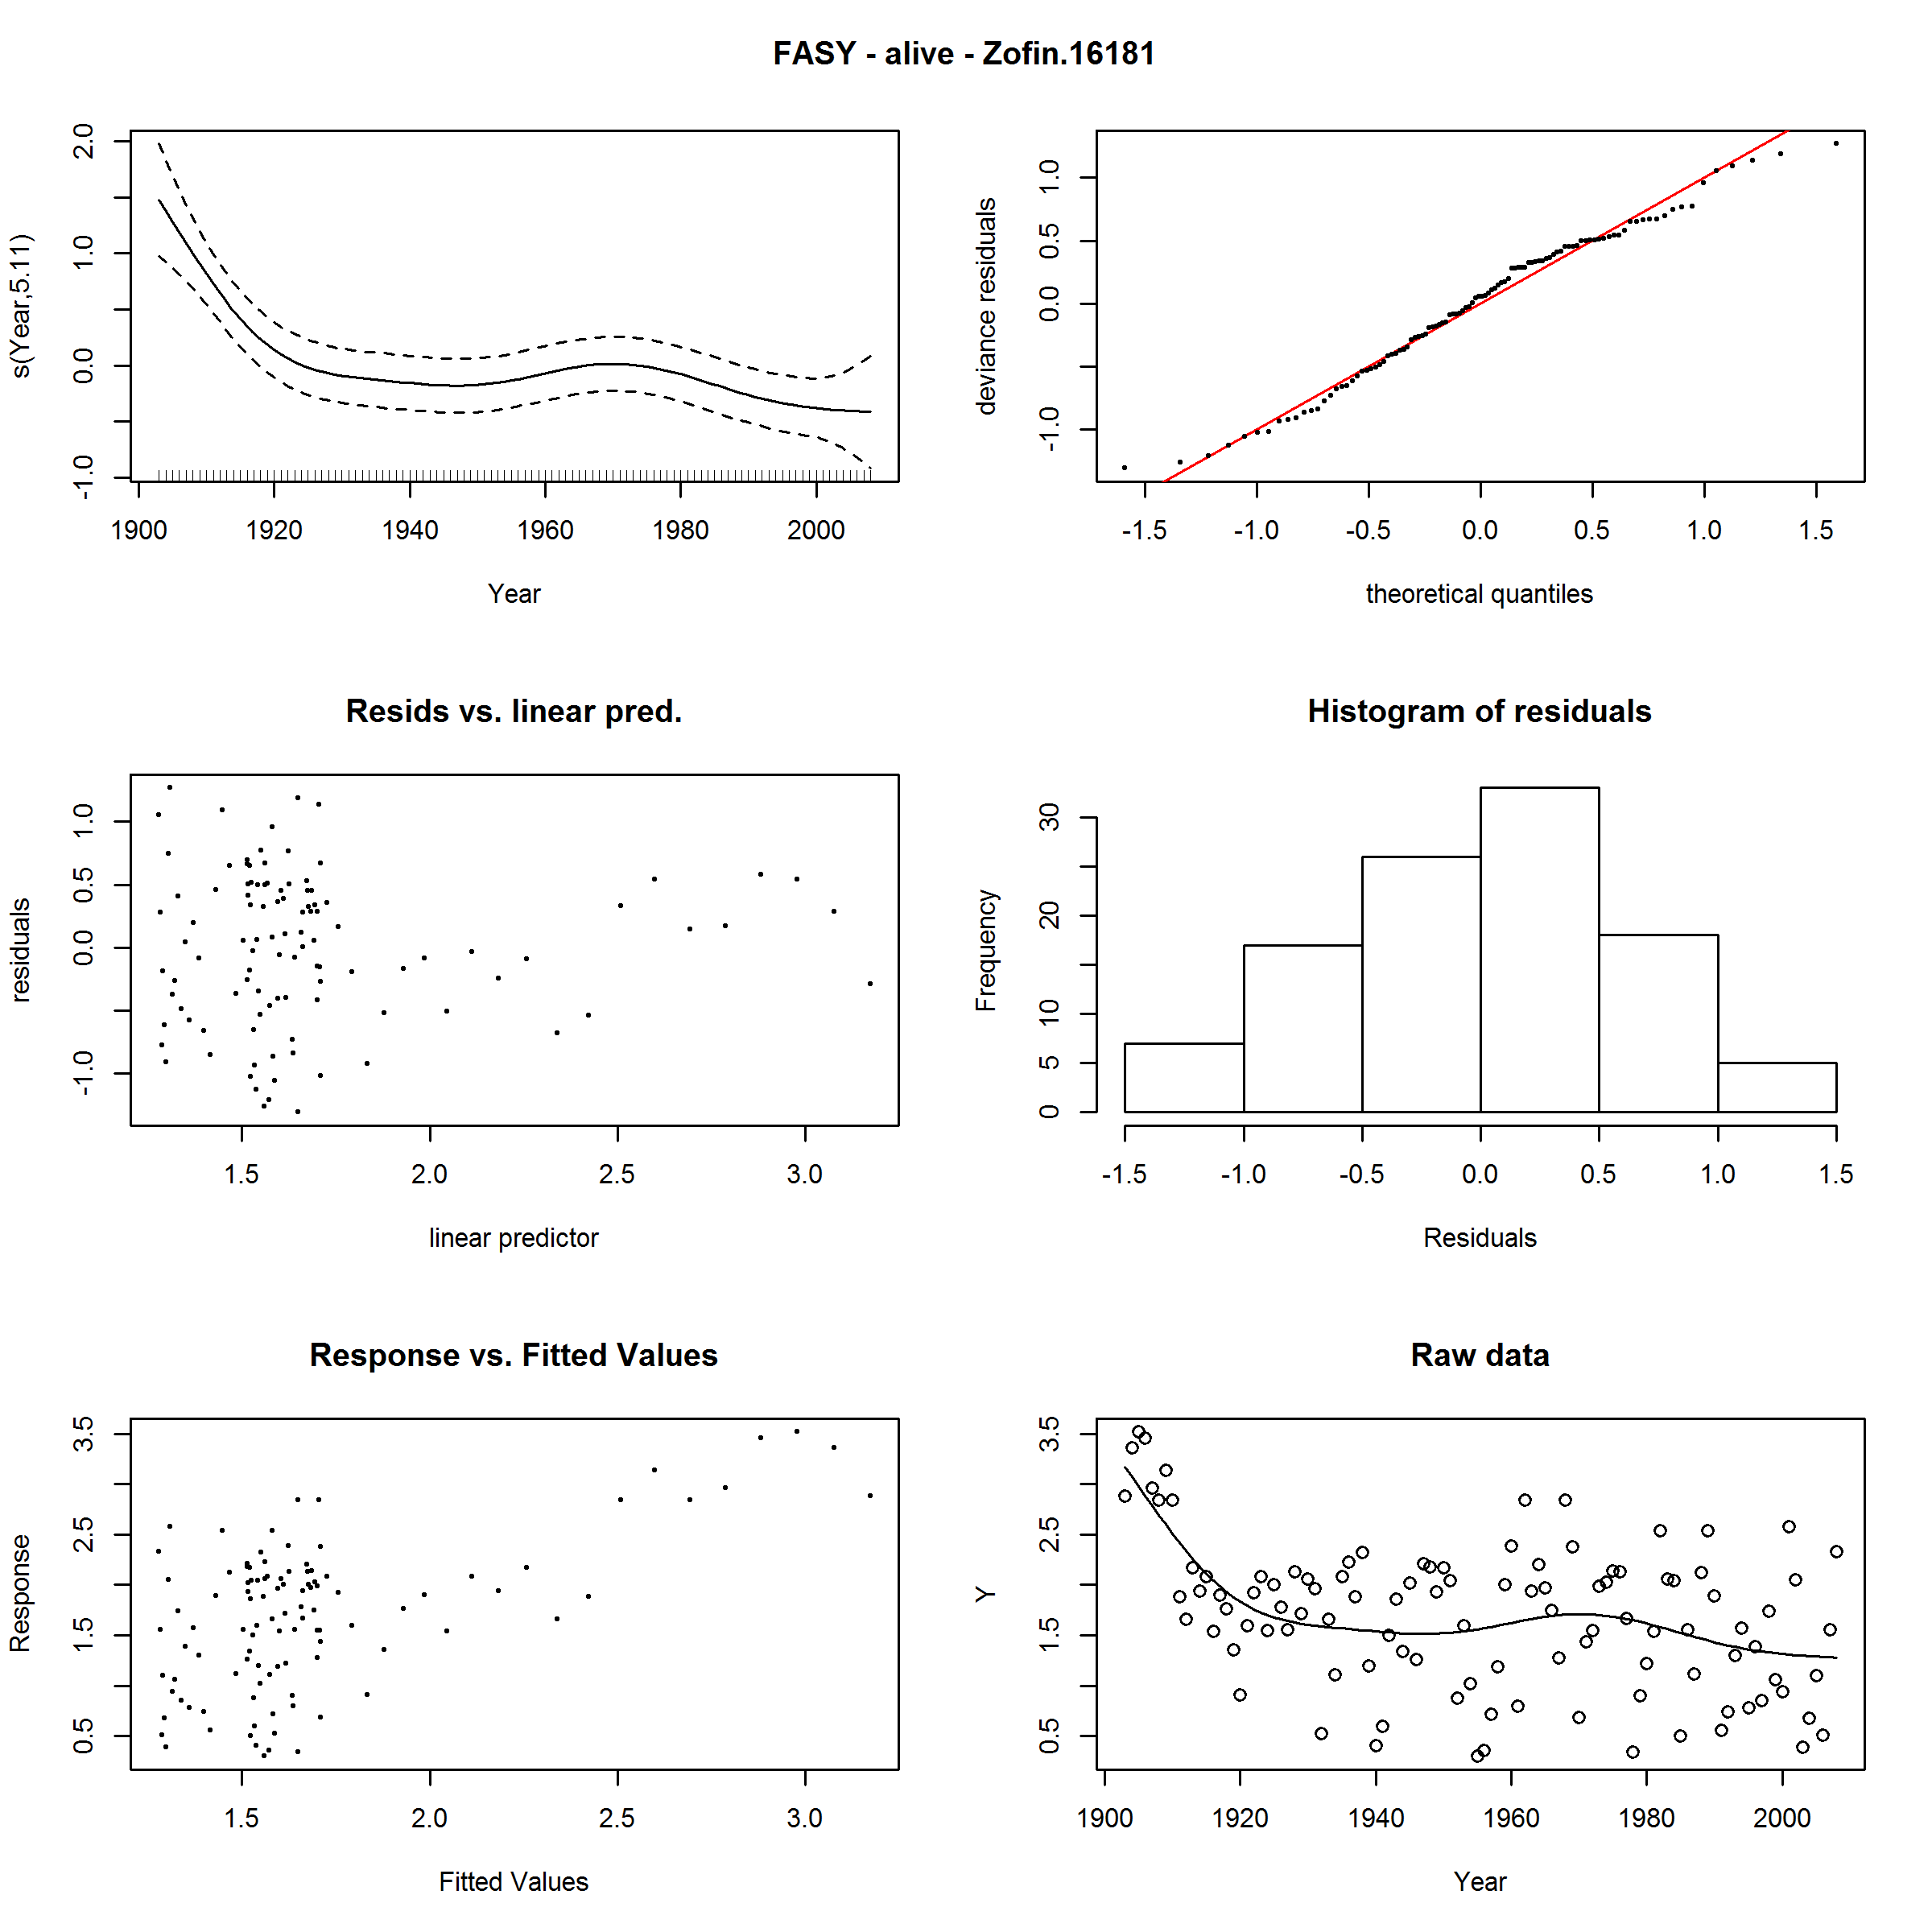 FASY - alive - Zofin.16181
s(Year,5.11)
-1.0 0.0 1.0 2.0
1900 1920 1940 1960 1980 2000
Year
deviance residuals
-1.0 0.0 0.5 1.0
-1.5 -1.0 -0.5 0.0 0.5 1.0 1.5
theoretical quantiles
Resids vs. linear pred.
residuals
-1.0 0.0 0.5 1.0
1.5 2.0 2.5 3.0
linear predictor
Histogram of residuals
Frequency
0 5 10 20 30
-1.5 -1.0 -0.5 0.0 0.5 1.0 1.5
Residuals
Response vs. Fitted Values
Response
0.5 1.5 2.5 3.5
1.5 2.0 2.5 3.0
Fitted Values
Raw data
Y
0.5 1.5 2.5 3.5
1900 1920 1940 1960 1980 2000
Year